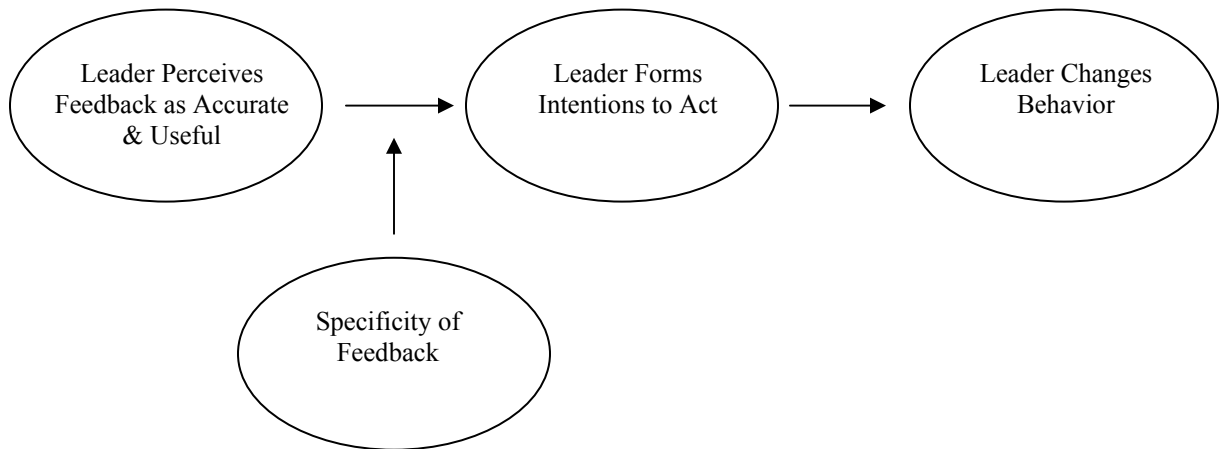 Leader Perceives
Feedback as Accurate
& Useful
Leader Forms
Intentions to Act
Leader Changes
Behavior
Specificity of
Feedback